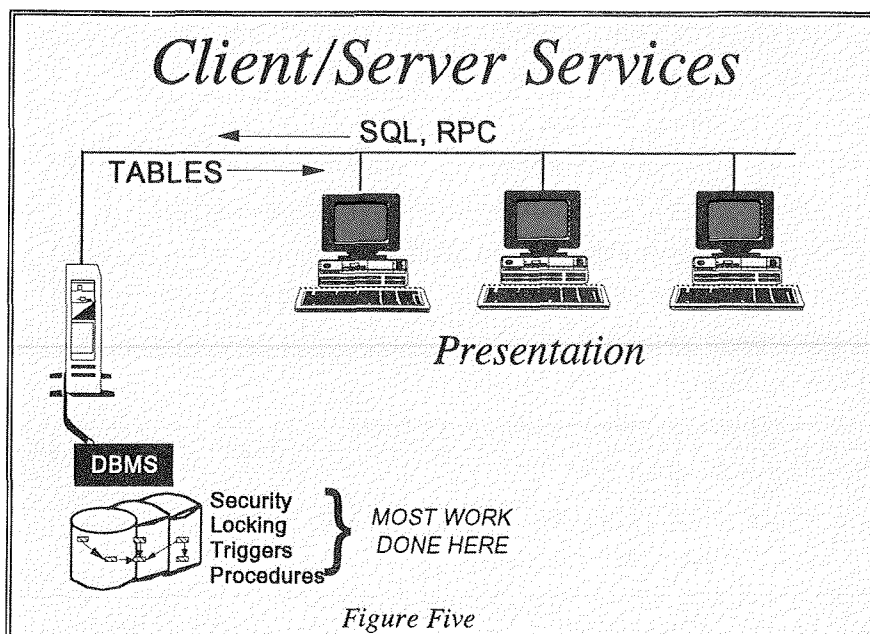 Client/Server Services
SQL, RPC
TABLES
Presentation
DBMS
Security
Locking
Triggers
Procedures
MOST WORK
DONE HERE
Figure Five